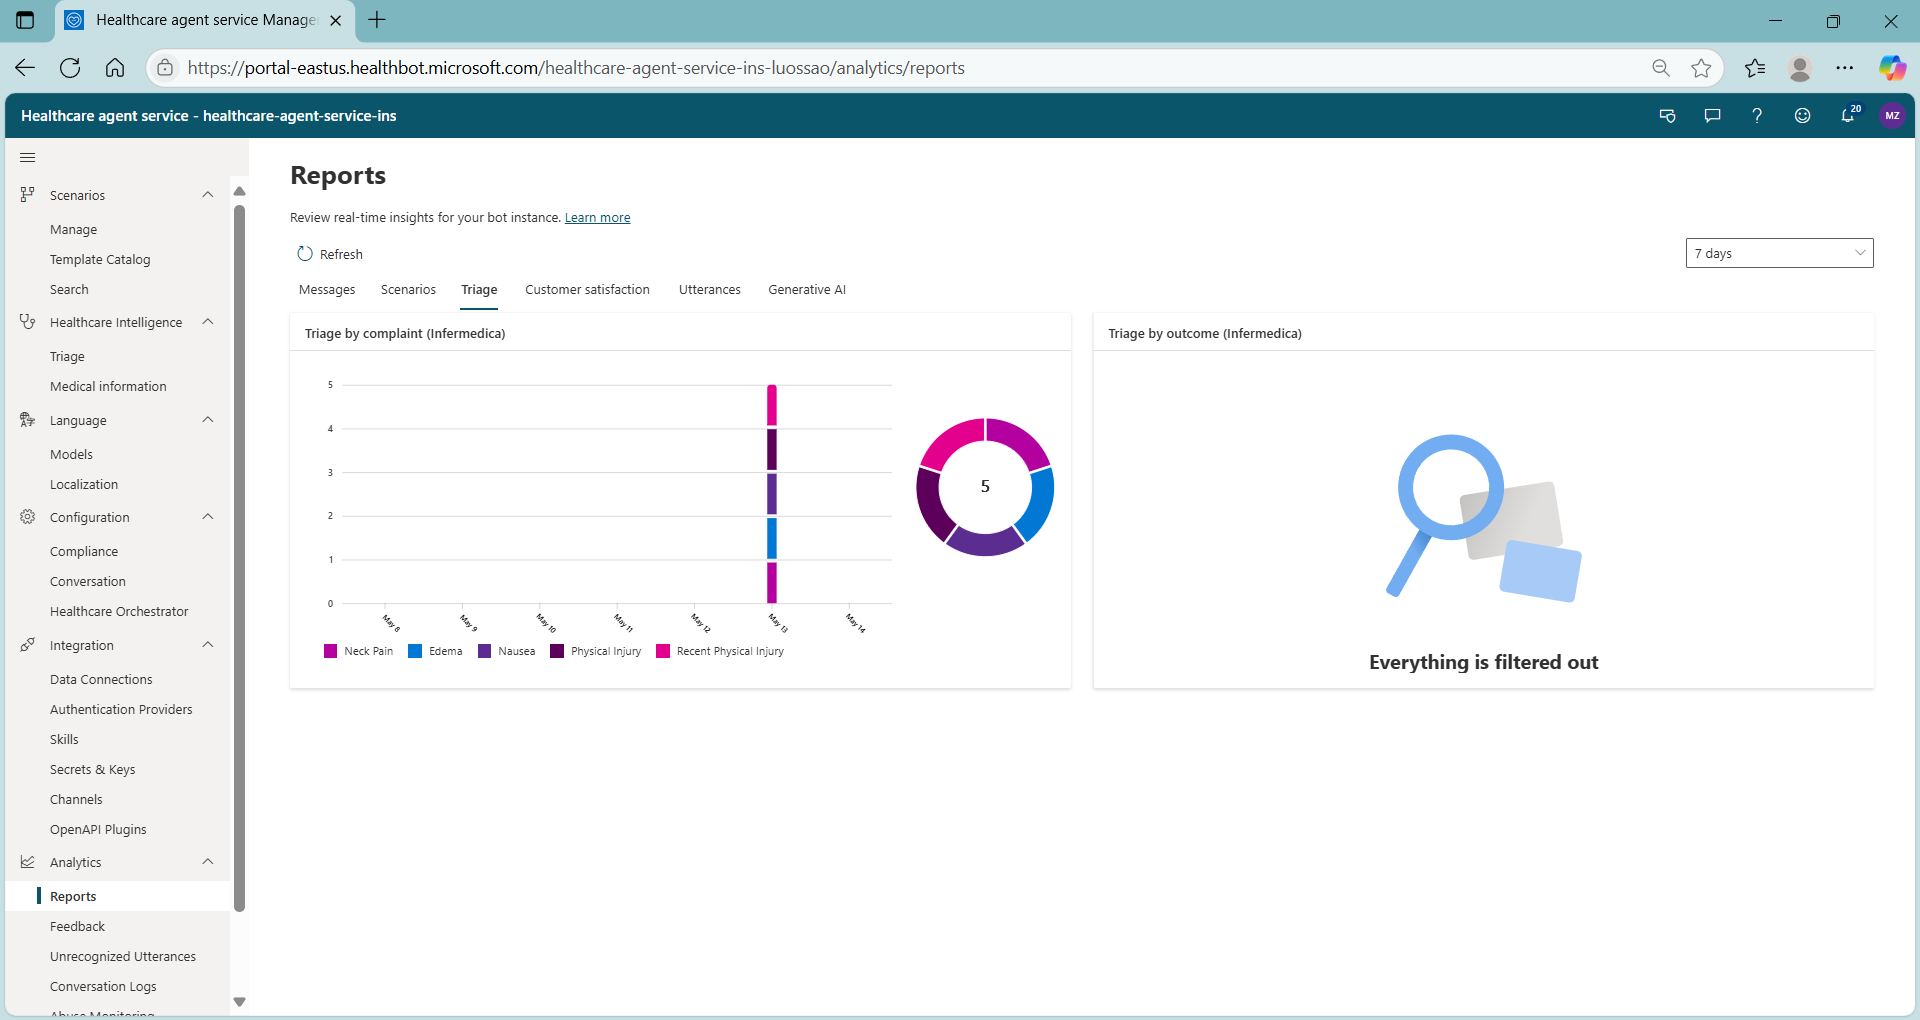 Healthcare agent service Manage
https://portal-eastus.healthbot.microsoft.com/healthcare-agent-service-ins-luossao/analytics/reports
Healthcare agent service - healthcare-agent-service-ins
20
MZ
Scenarios
Manage
Template Catalog
Search
Healthcare Intelligence
Triage
Medical information
Language
Models
Localization
Configuration
Compliance
Conversation
Healthcare Orchestrator
Integration
Data Connections
Authentication Providers
Skills
Secrets & Keys
Channels
OpenAPI Plugins
Analytics
Reports
Feedback
Unrecognized Utterances
Conversation Logs
Abuse Monitoring
Reports
Review real-time insights for your bot instance. Learn more
Refresh
7 days
Messages Scenarios Triage Customer satisfaction Utterances Generative AI
Triage by complaint (Infermedica)
5
4
3
2
1
0
May 8 May 9 May 10 May 11 May 12 May 13 May 14
5
Neck Pain Edema Nausea Physical Injury Recent Physical Injury
Triage by outcome (Infermedica)
Everything is filtered out